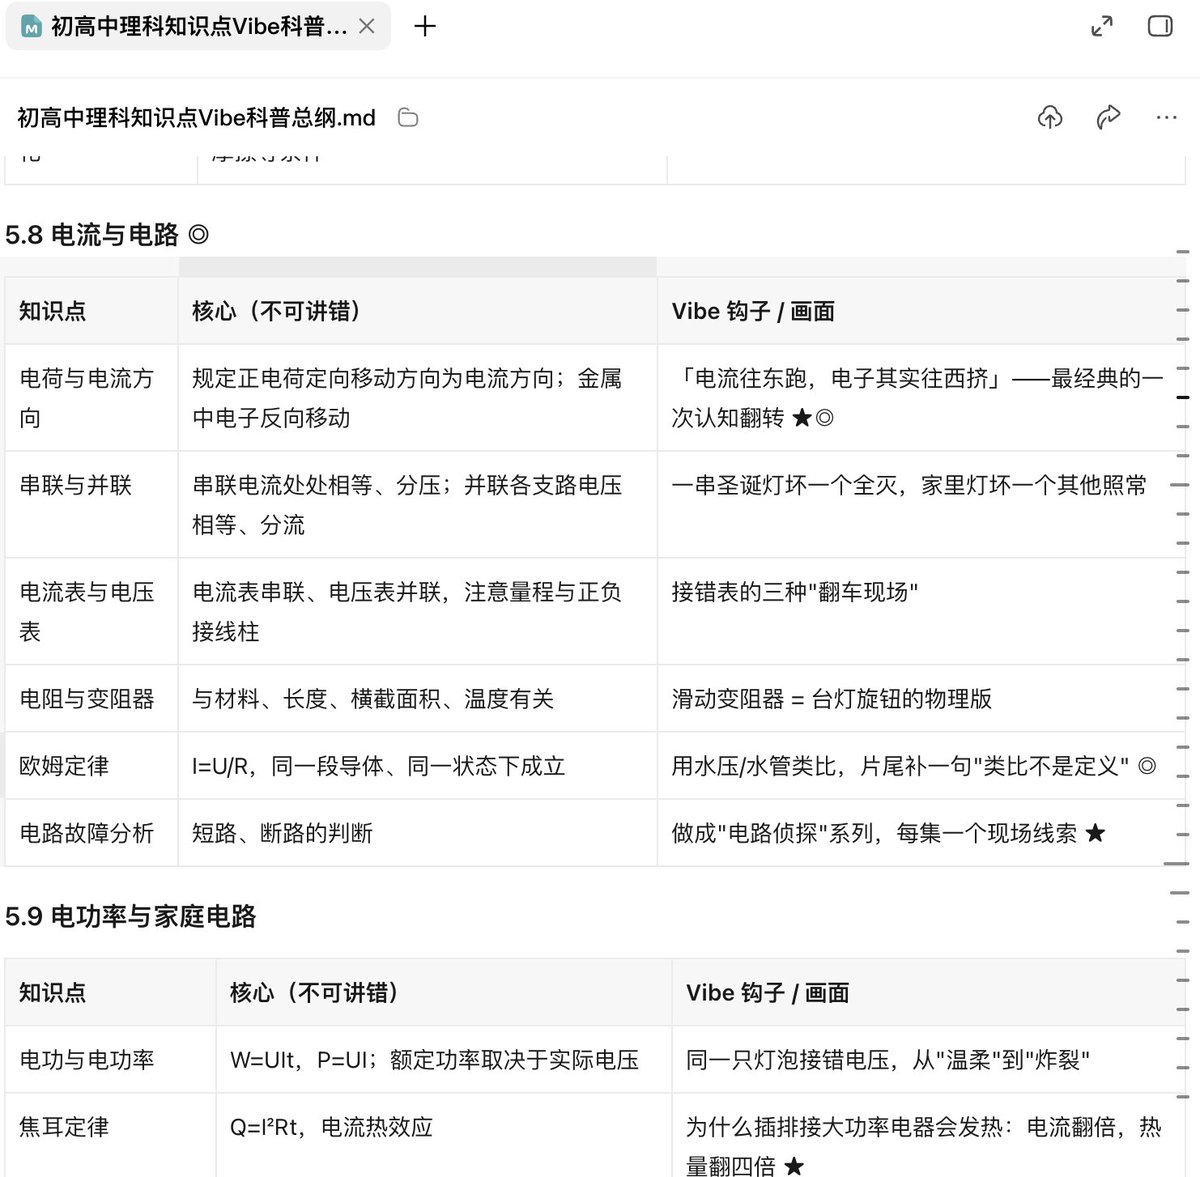 初高中理科知识点Vibe科普...
初高中理科知识点Vibe科普总纲.md
5.8 电流与电路 ◎
知识点
核心（不可讲错）
Vibe 钩子 / 画面
电荷与电流方
向
规定正电荷定向移动方向为电流方向；金属
中电子反向移动
「电流往东跑，电子其实往西挤」——最经典的一
次认知翻转 ★◎
串联与并联
串联电流处处相等、分压；并联各支路电压
相等、分流
一串圣诞灯坏一个全灭，家里灯坏一个其他照常
电流表与电压
表
电流表串联、电压表并联，注意量程与正负
接线柱
接错表的三种"翻车现场"
电阻与变阻器
与材料、长度、横截面积、温度有关
滑动变阻器 = 台灯旋钮的物理版
欧姆定律
I=U/R，同一段导体、同一状态下成立
用水压/水管类比，片尾补一句"类比不是定义" ◎
电路故障分析
短路、断路的判断
做成"电路侦探"系列，每集一个现场线索 ★
5.9 电功率与家庭电路
知识点
核心（不可讲错）
Vibe 钩子 / 画面
电功与电功率
W=UIt，P=UI；额定功率取决于实际电压
同一只灯泡接错电压，从"温柔"到"炸裂"
焦耳定律
Q=I²Rt，电流热效应
为什么插排接大功率电器会发热：电流翻倍，热
量翻四倍 ★